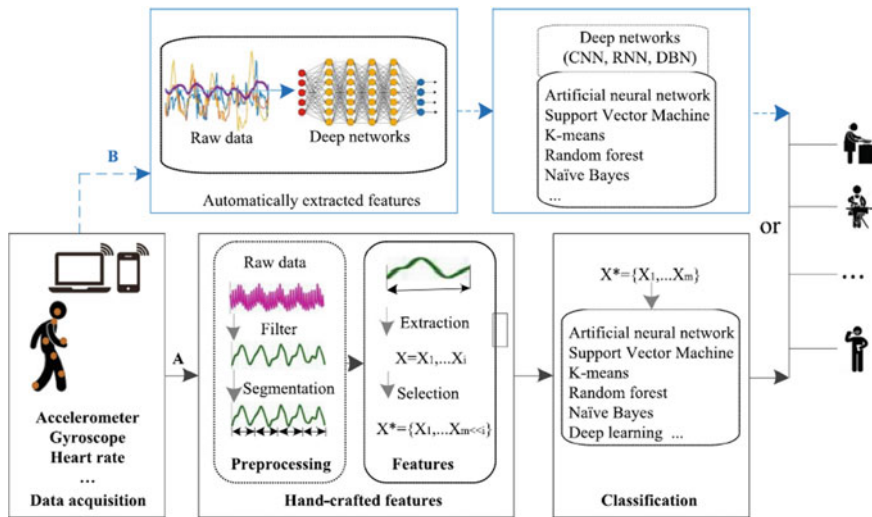 Raw data
Deep networks
Automatically extracted features
Deep networks
(CNN, RNN, DBN)
Artificial neural network
Support Vector Machine
K-means
Random forest
Naïve Bayes
...
B
or
...
A
Accelerometer
Gyroscope
Heart rate
...
Data acquisition
Raw data
Filter
Segmentation
Preprocessing
Extraction
X=X₁,...Xᵢ
Selection
X*={X₁,...Xₘ<<ᵢ}
Features
Hand-crafted features
X*={X₁,...Xₘ}
Artificial neural network
Support Vector Machine
K-means
Random forest
Naïve Bayes
Deep learning ...
Classification